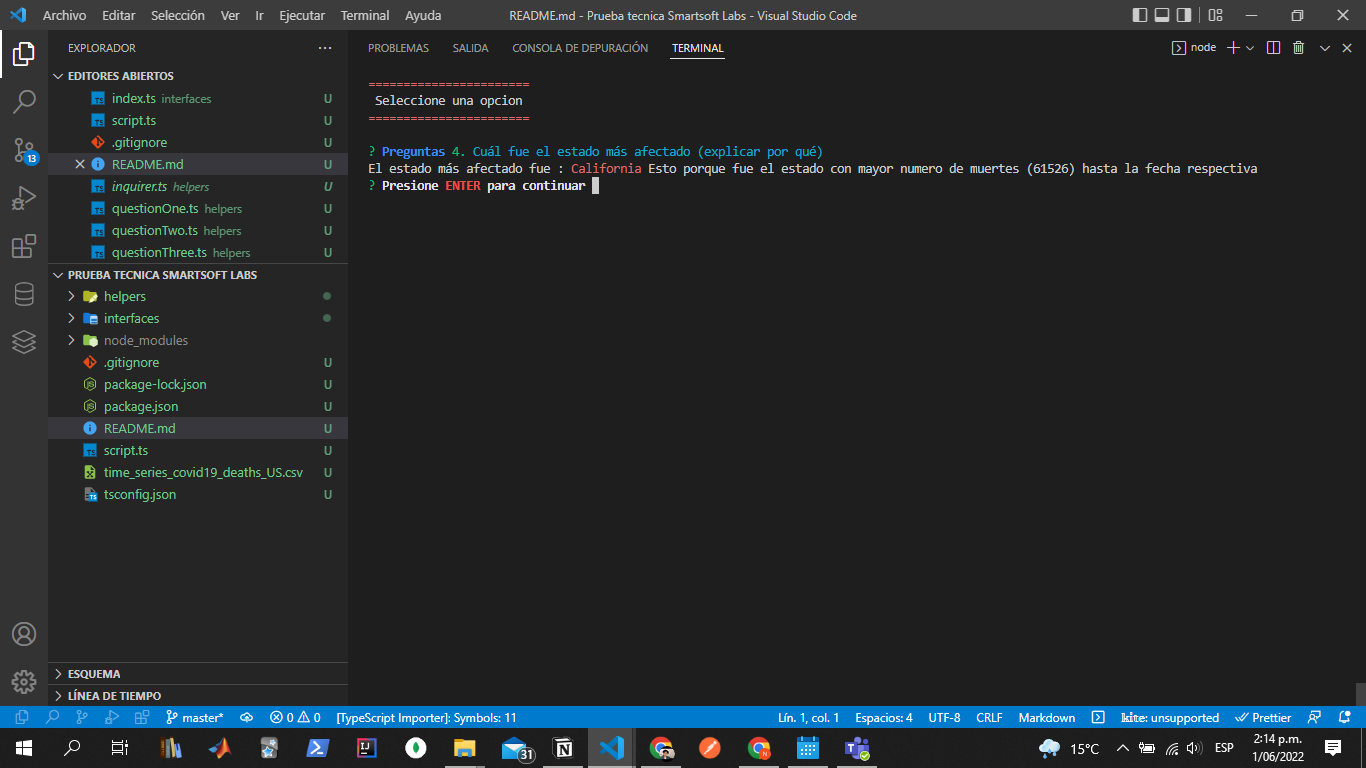 Archivo Editar Selección Ver Ir Ejecutar Terminal Ayuda README.md - Prueba tecnica Smartsoft Labs - Visual Studio Code
EXPLORADOR
EDITORES ABIERTOS
index.ts interfaces U
script.ts U
.gitignore U
README.md U
inquirer.ts helpers U
questionOne.ts helpers U
questionTwo.ts helpers U
questionThree.ts helpers U
PRUEBA TECNICA SMARTSOFT LABS
helpers
interfaces
node_modules
.gitignore U
package-lock.json U
package.json U
README.md U
script.ts U
time_series_covid19_deaths_US.csv U
tsconfig.json U
ESQUEMA
LÍNEA DE TIEMPO
13
PROBLEMAS SALIDA CONSOLA DE DEPURACIÓN TERMINAL node
=======================
Seleccione una opcion
=======================
? Preguntas 4. Cuál fue el estado más afectado (explicar por qué)
El estado más afectado fue : California Esto porque fue el estado con mayor numero de muertes (61526) hasta la fecha respectiva
? Presione ENTER para continuar
master* 0 0 [TypeScript Importer]: Symbols: 11 Lín. 1, col. 1 Espacios: 4 UTF-8 CRLF Markdown kite: unsupported Prettier
31 15°C ESP 2:14 p.m.
1/06/2022